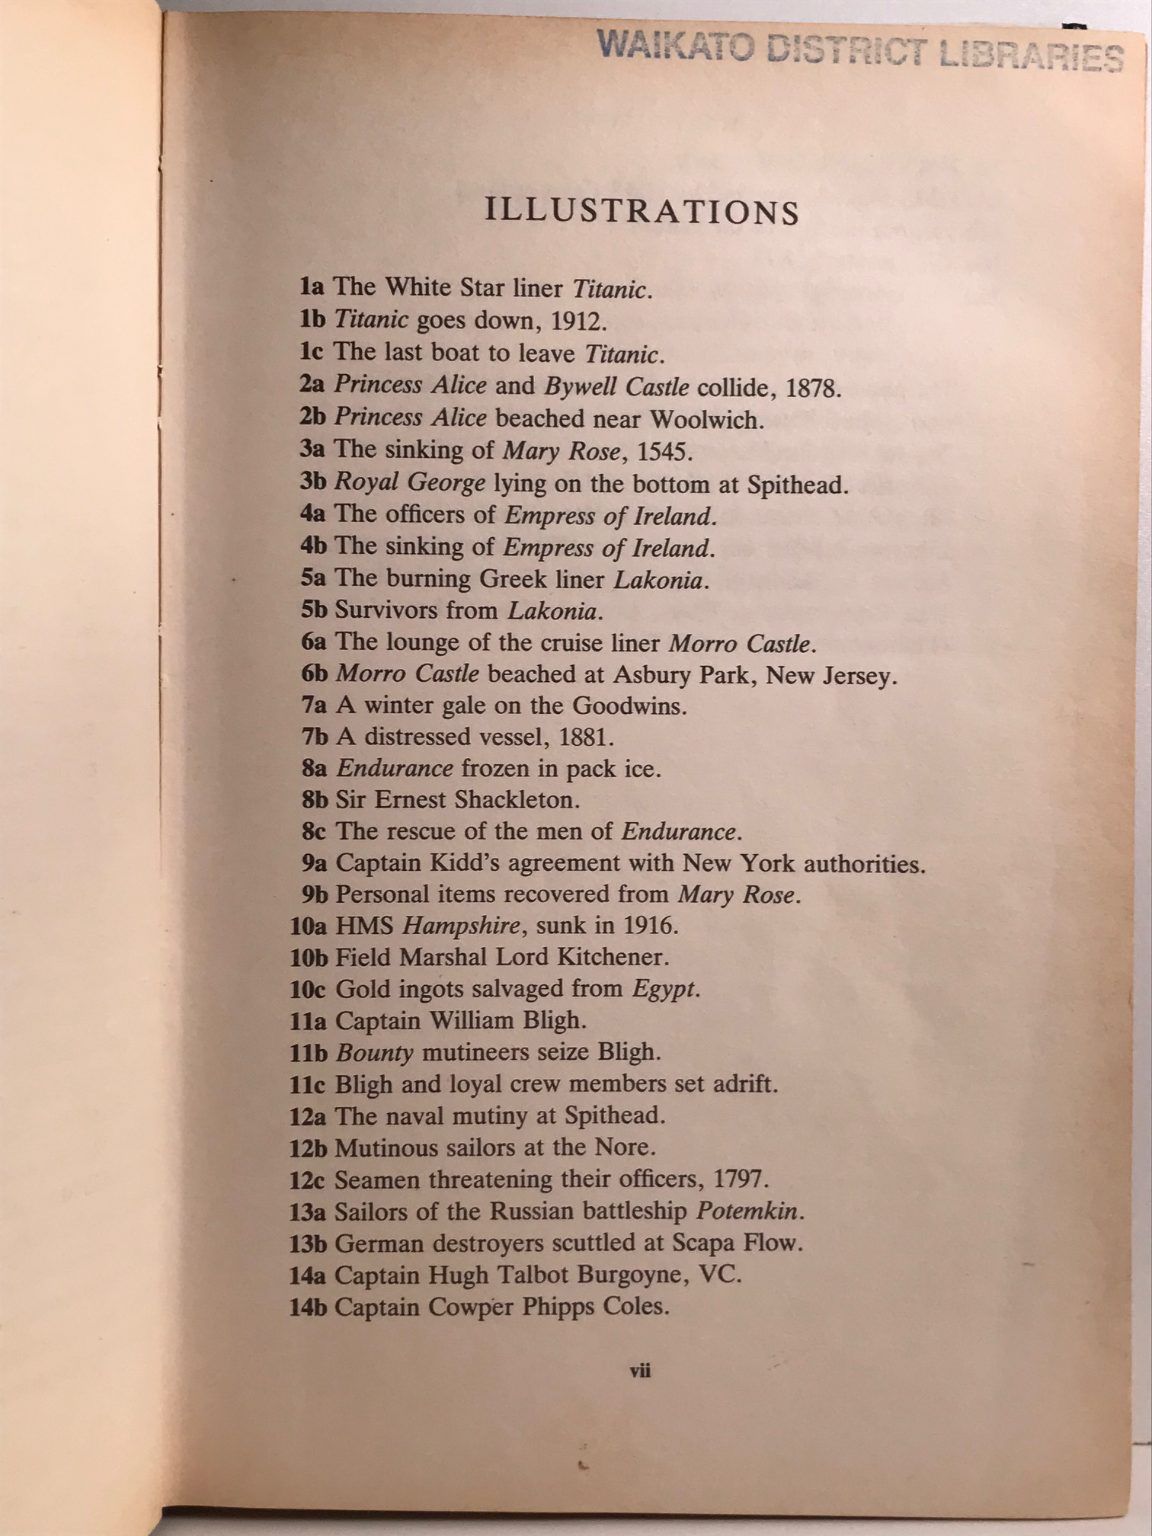 WAIKATO DISTRICT LIBRARIES
ILLUSTRATIONS
1a The White Star liner Titanic.
1b Titanic goes down, 1912.
1c The last boat to leave Titanic.
2a Princess Alice and Bywell Castle collide, 1878.
2b Princess Alice beached near Woolwich.
3a The sinking of Mary Rose, 1545.
3b Royal George lying on the bottom at Spithead.
4a The officers of Empress of Ireland.
4b The sinking of Empress of Ireland.
5a The burning Greek liner Lakonia.
5b Survivors from Lakonia.
6a The lounge of the cruise liner Morro Castle.
6b Morro Castle beached at Asbury Park, New Jersey.
7a A winter gale on the Goodwins.
7b A distressed vessel, 1881.
8a Endurance frozen in pack ice.
8b Sir Ernest Shackleton.
8c The rescue of the men of Endurance.
9a Captain Kidd's agreement with New York authorities.
9b Personal items recovered from Mary Rose.
10a HMS Hampshire, sunk in 1916.
10b Field Marshal Lord Kitchener.
10c Gold ingots salvaged from Egypt.
11a Captain William Bligh.
11b Bounty mutineers seize Bligh.
11c Bligh and loyal crew members set adrift.
12a The naval mutiny at Spithead.
12b Mutinous sailors at the Nore.
12c Seamen threatening their officers, 1797.
13a Sailors of the Russian battleship Potemkin.
13b German destroyers scuttled at Scapa Flow.
14a Captain Hugh Talbot Burgoyne, VC.
14b Captain Cowper Phipps Coles.
vii